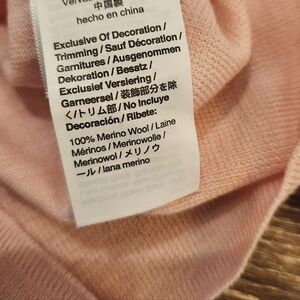 中国製
hecho en china
Exclusive Of Decoration /
Trimming / Sauf Décoration /
Garnitures / Ausgenommen
Dekoration / Besatz /
Exclusief Versiering /
Garneersel / 装飾部分を除
く/トリム部 / No Incluye
Decoración / Ribete:
100% Merino Wool / Laine
Mérinos / Merinowolle /
Merinowol / メリノウ
ール / lana merino